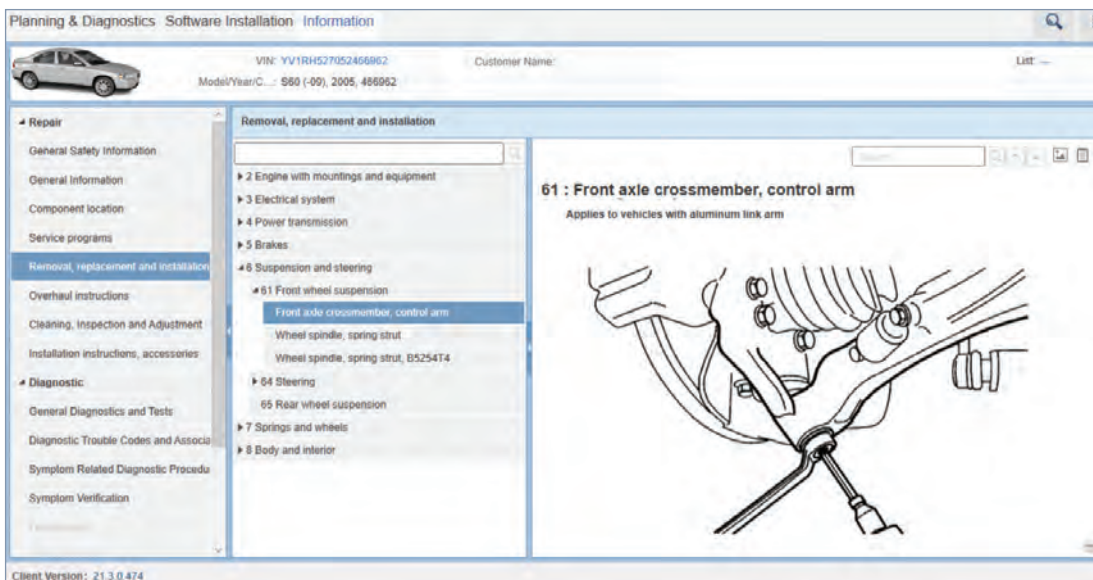 Planning & Diagnostics Software Installation Information
VIN: YV1RH527052466962
Customer Name:
List: —
Model/Year/C...: S60 (-09), 2005, 466962
Repair
General Safety Information
General Information
Component location
Service programs
Removal, replacement and installation
Overhaul instructions
Cleaning, Inspection and Adjustment
Installation instructions, accessories
Diagnostic
General Diagnostics and Tests
Diagnostic Trouble Codes and Associa
Symptom Related Diagnostic Procedu
Symptom Verification
Removal, replacement and installation
2 Engine with mountings and equipment
3 Electrical system
4 Power transmission
5 Brakes
6 Suspension and steering
61 Front wheel suspension
Front axle crossmember, control arm
Wheel spindle, spring strut
Wheel spindle, spring strut, B5254T4
64 Steering
65 Rear wheel suspension
7 Springs and wheels
8 Body and interior
61 : Front axle crossmember, control arm
Applies to vehicles with aluminum link arm
Client Version: 21.3.0.474